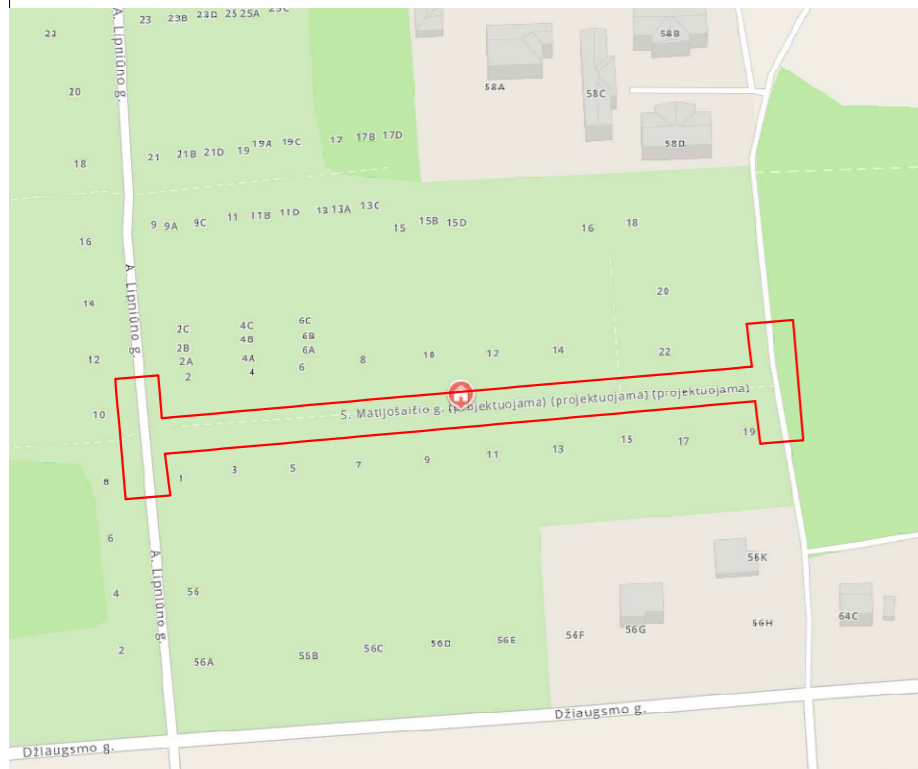 22
23 23B 23D 25 25A 25C
A. Lipniūno g.
58B
58A
58C
20
58D
21 21B 21D 19 19A 19C 17 17B 17D
18
9 9A 9C 11 11B 11D 13 13A 13C
15 15B 15D
16 18
16
A. Lipniūno g.
20
14
2C 4C 6C
2B 4B 6B
2A 4A 6A
2 4 6 8 10 12 14 22
12
10
S. Matijošaičio g. (projektuojama) (projektuojama) (projektuojama)
1 3 5 7 9 11 13 15 17 19
8
6
A. Lipniūno g.
56K
4
56
2
56A 56B 56C 56D 56E 56F 56G 56H
64C
Džiaugsmo g.
Džiaugsmo g.